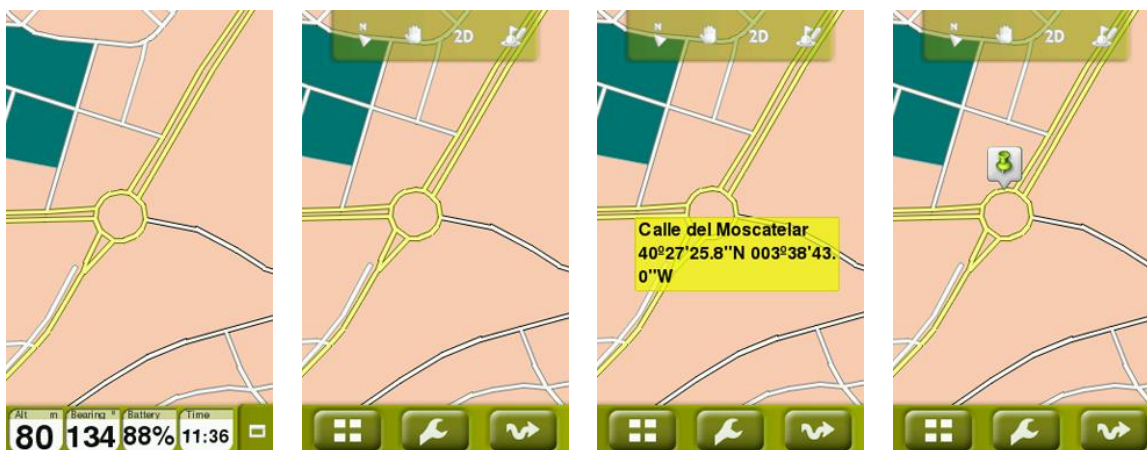 N 2D
N 2D
N 2D
Calle del Moscatelar
40º27'25.8''N 003º38'43.
0''W
Alt m Bearing º Battery Time
80 134 88% 11:36